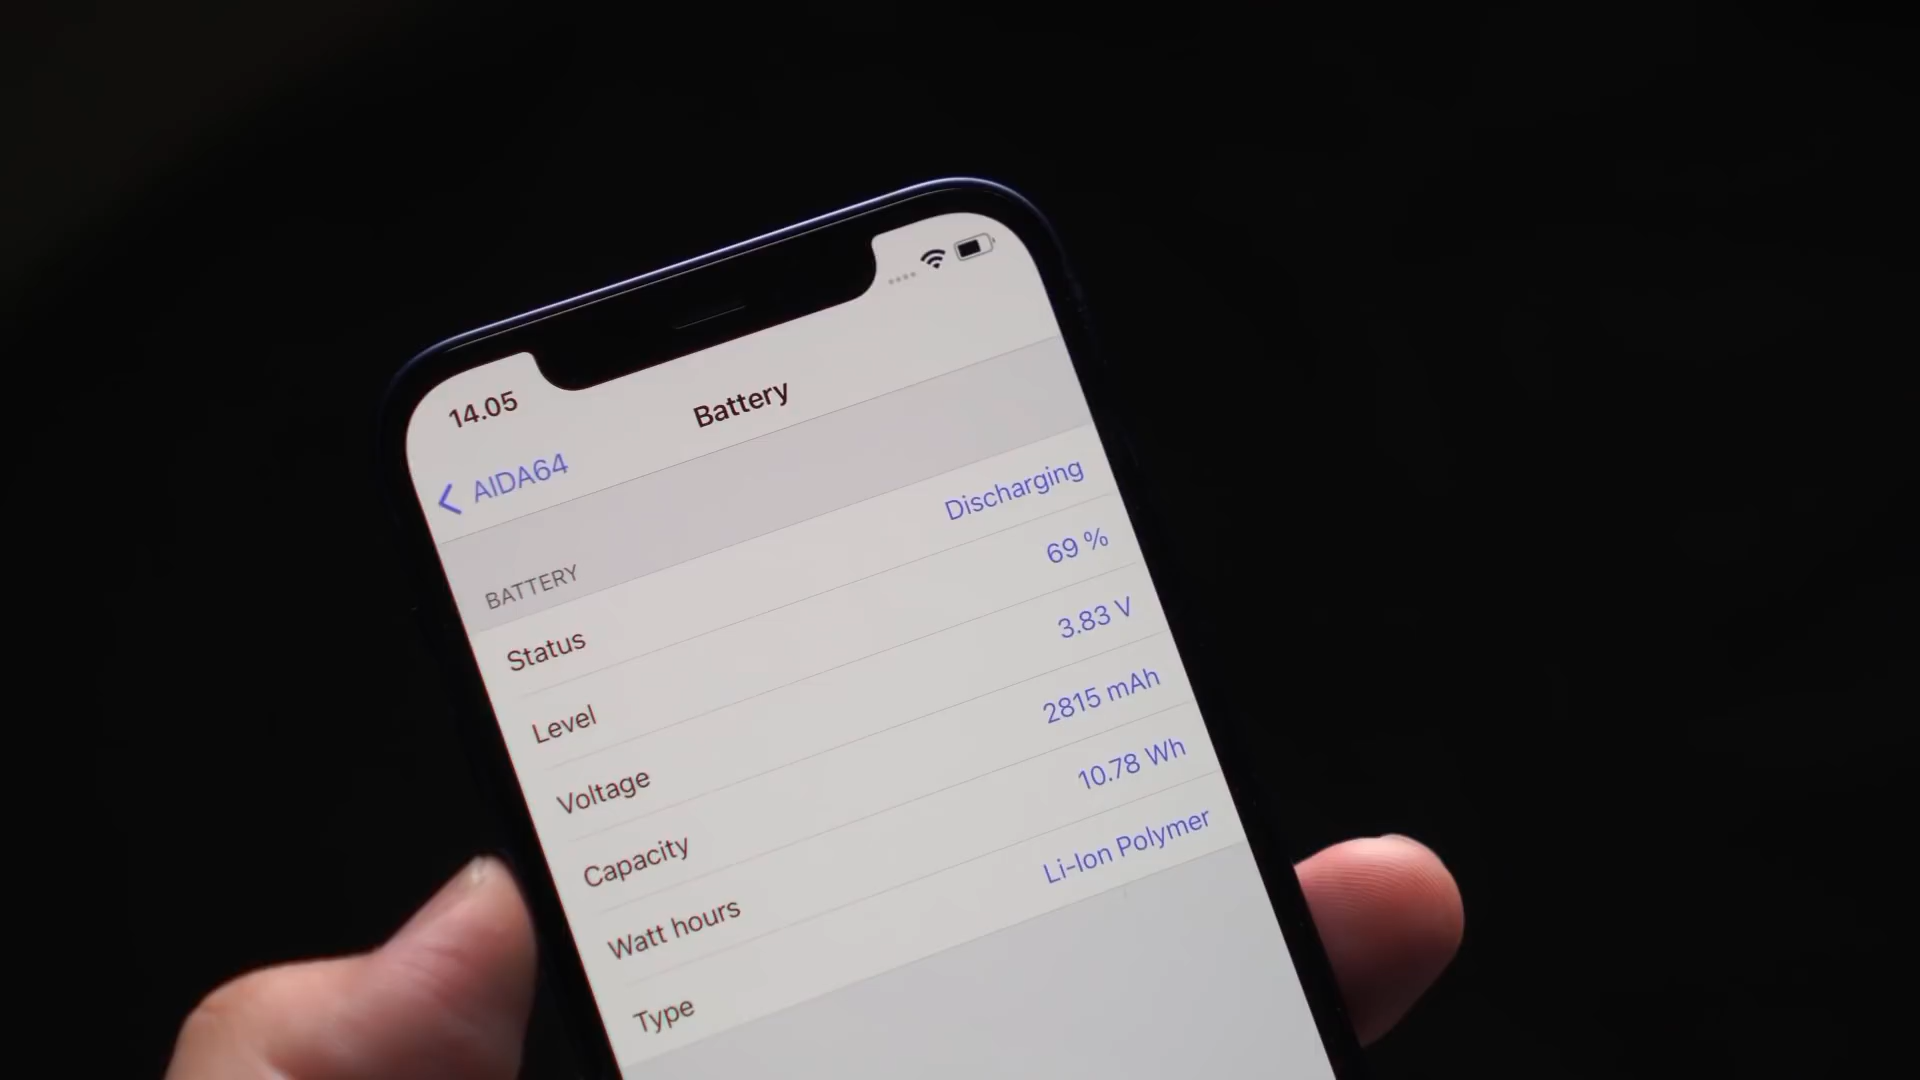 14.05
AIDA64
Battery
BATTERY
Status Discharging
Level 69 %
Voltage 3.83 V
Capacity 2815 mAh
Watt hours 10.78 Wh
Type Li-Ion Polymer